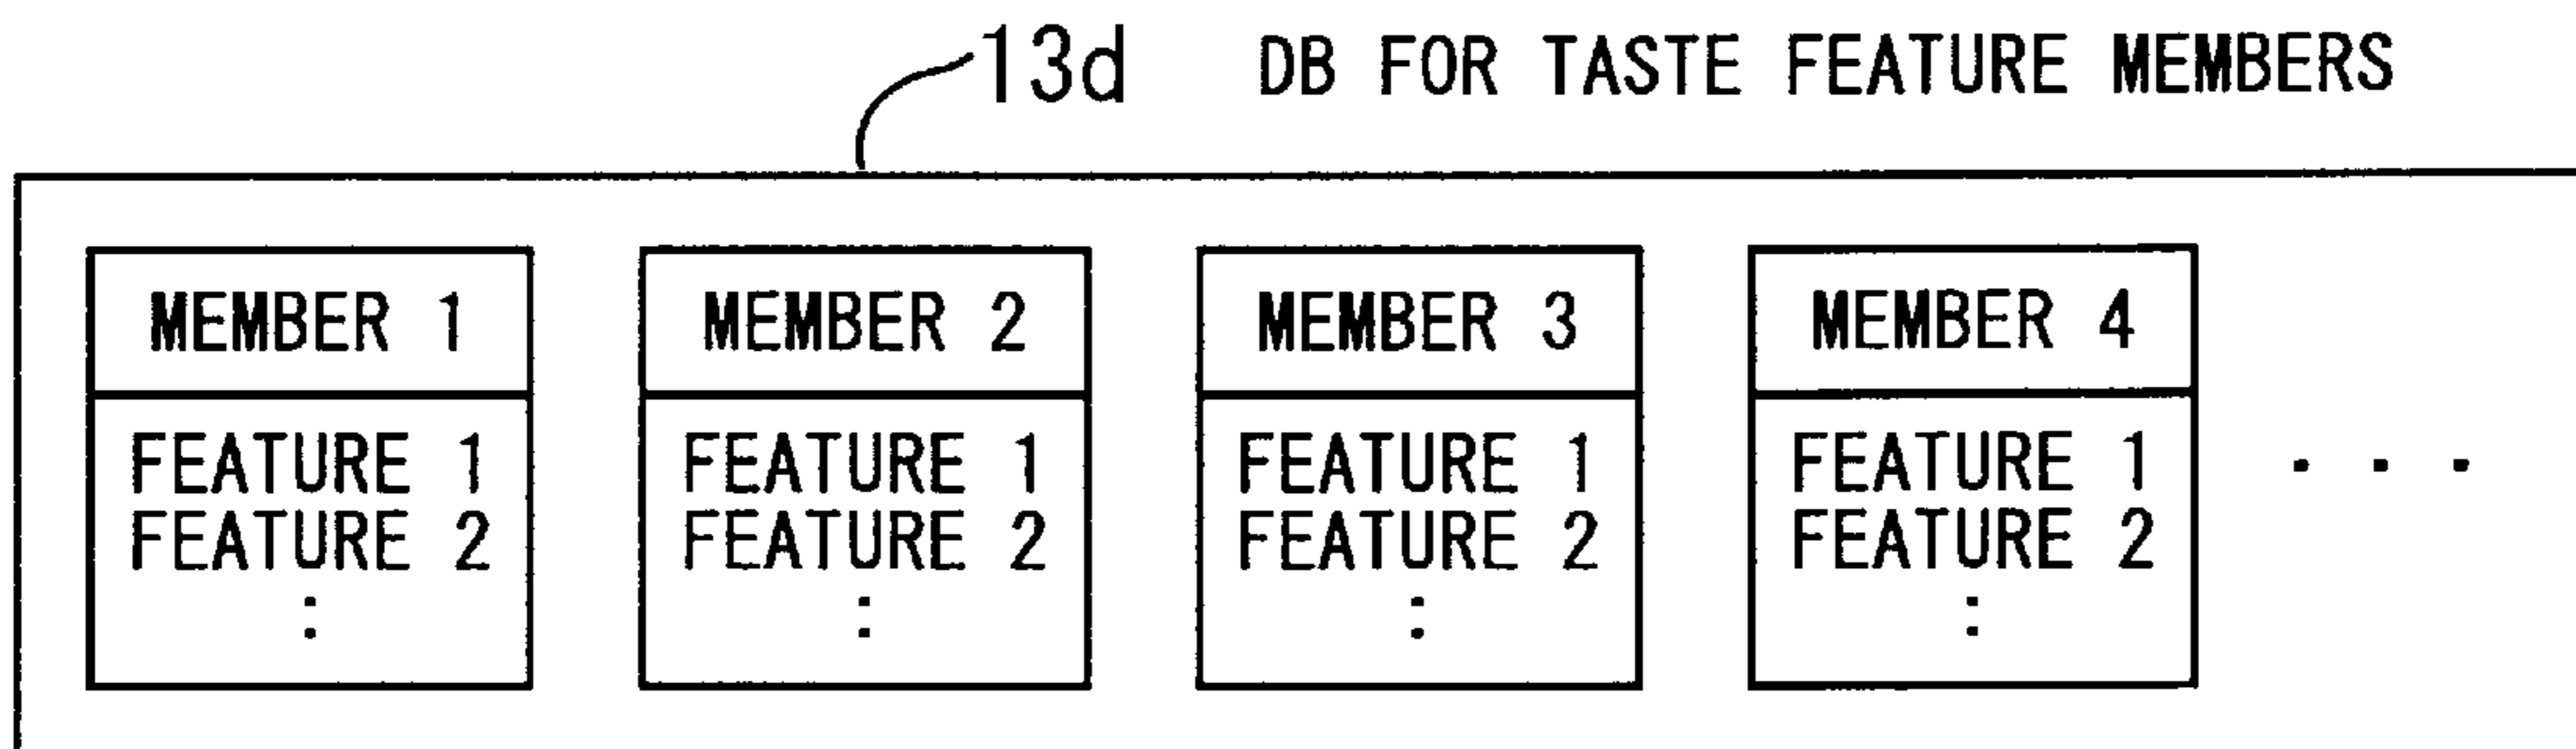 13d DB FOR TASTE FEATURE MEMBERS
MEMBER 1 MEMBER 2 MEMBER 3 MEMBER 4
FEATURE 1 FEATURE 1 FEATURE 1 FEATURE 1 . . .
FEATURE 2 FEATURE 2 FEATURE 2 FEATURE 2
: : : :